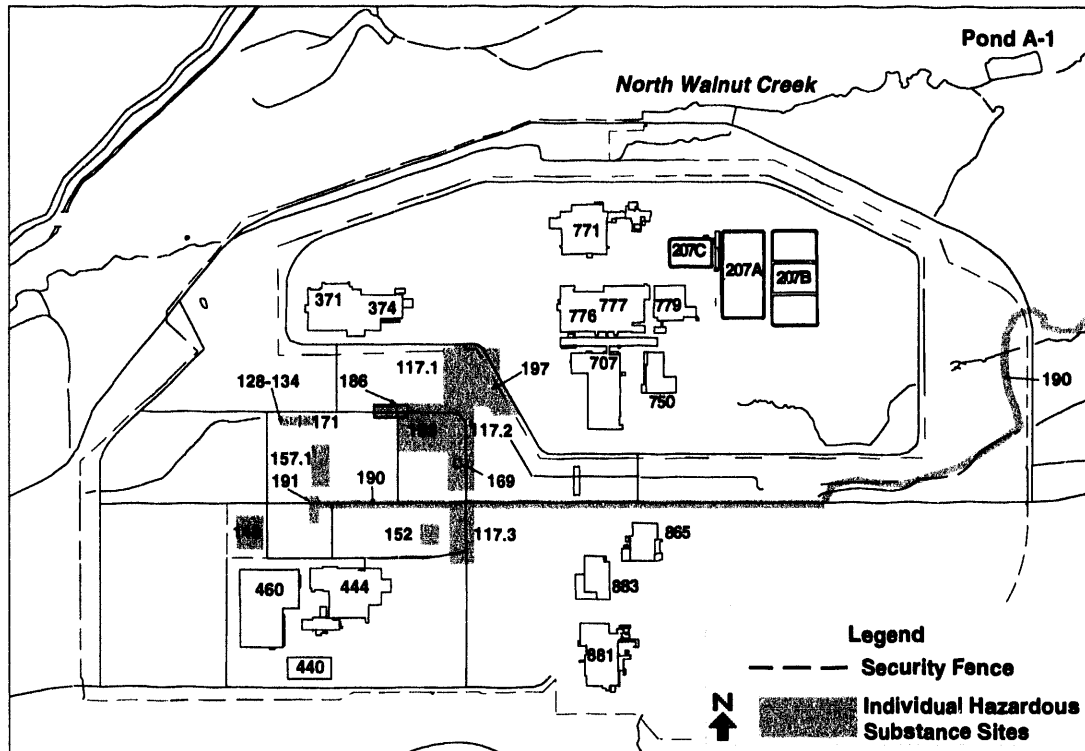 Pond A-1
North Walnut Creek
771
207C
207A
207B
371
374
777
779
776
707
750
117.1
197
128-134
186
190
171
117.2
157.1
169
191
190
152
117.3
865
460
444
883
440
881
Legend
Security Fence
N
Individual Hazardous
Substance Sites